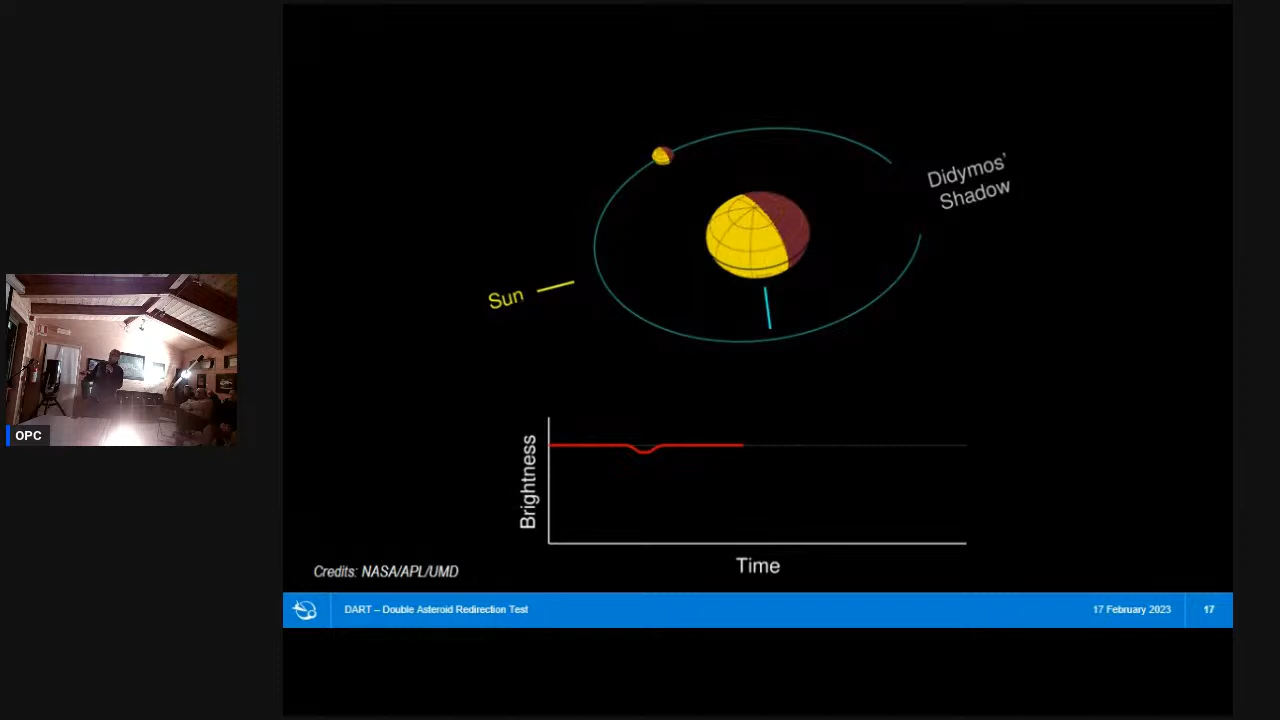 Didymos'
Shadow
Sun
Brightness
Time
Credits: NASA/APL/UMD
DART – Double Asteroid Redirection Test
17 February 2023
17
OPC